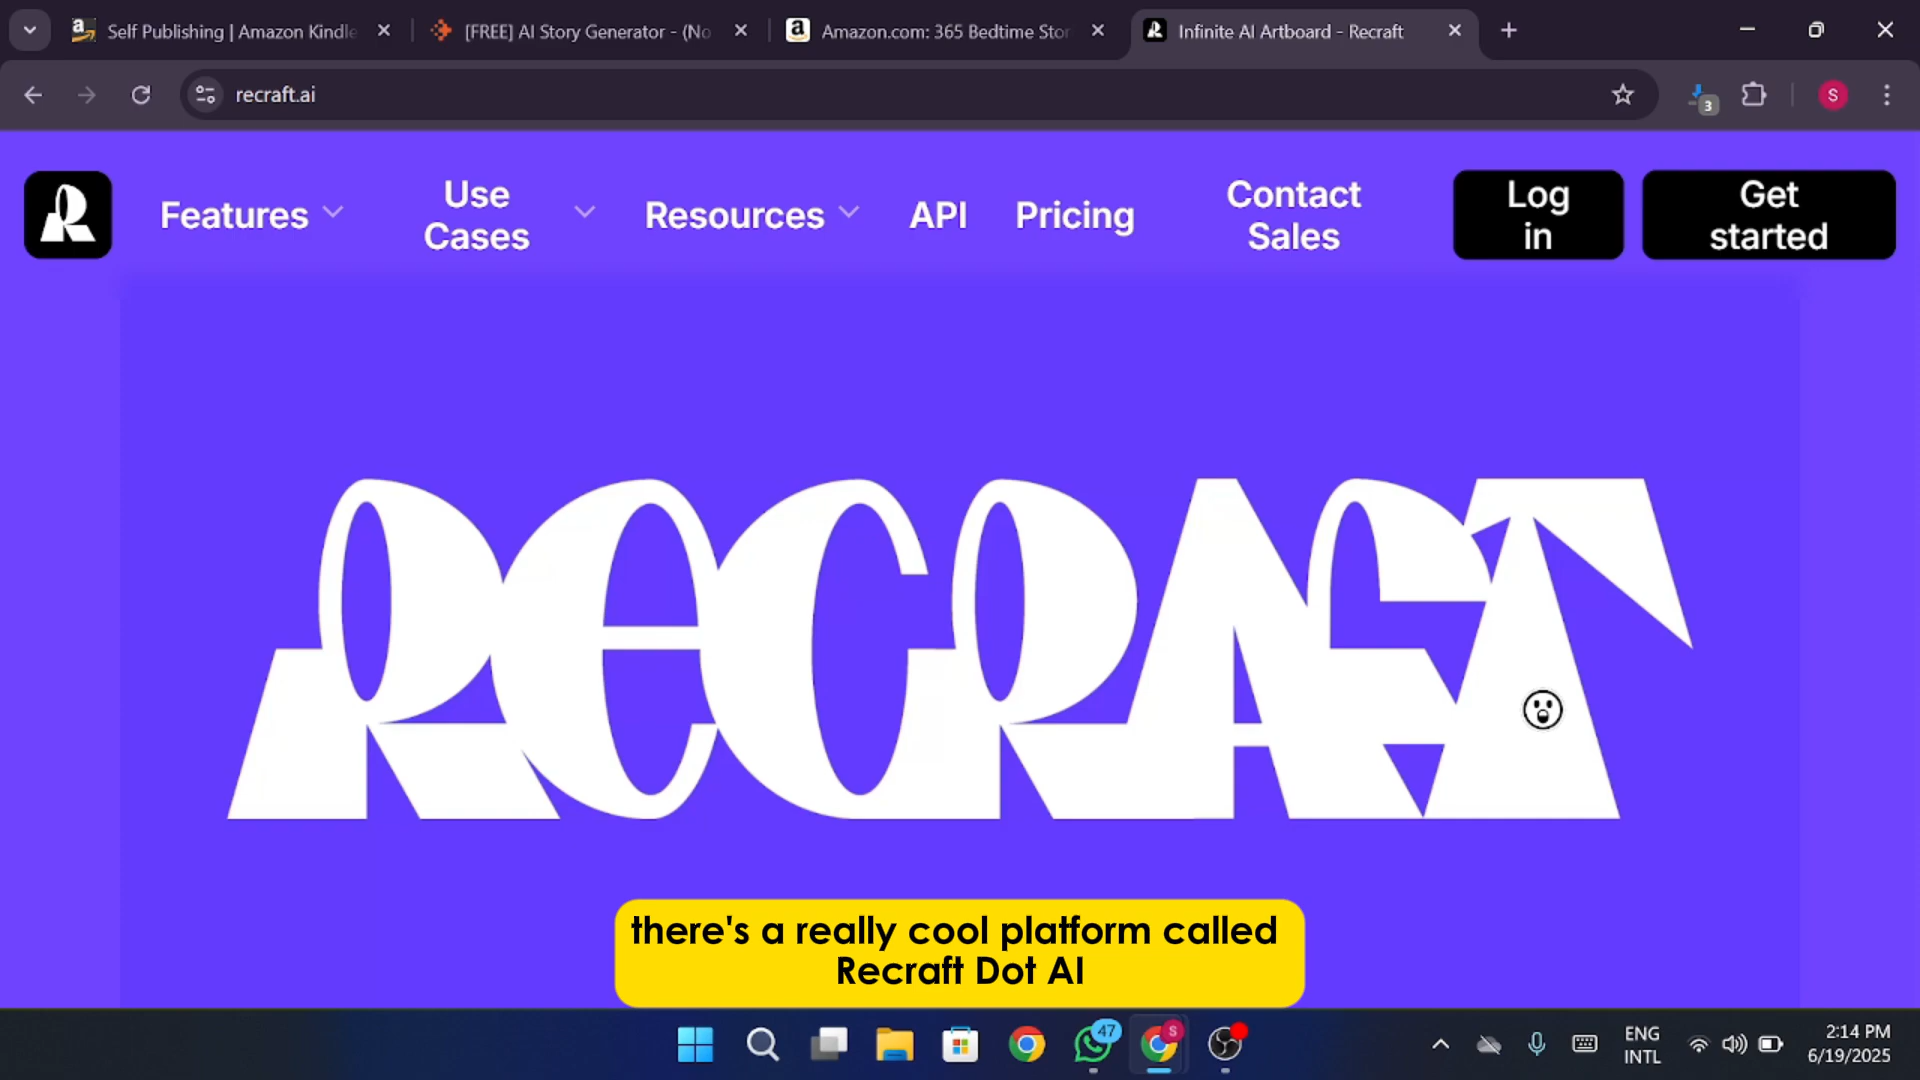 Self Publishing | Amazon Kindle
[FREE] AI Story Generator - (No
Amazon.com: 365 Bedtime Stor
Infinite AI Artboard - Recraft
recraft.ai
3
S
Features
Use
Cases
Resources
API
Pricing
Contact
Sales
Log
in
Get
started
RECRAFT
there's a really cool platform called
Recraft Dot AI
47
S
ENG
INTL
2:14 PM
6/19/2025